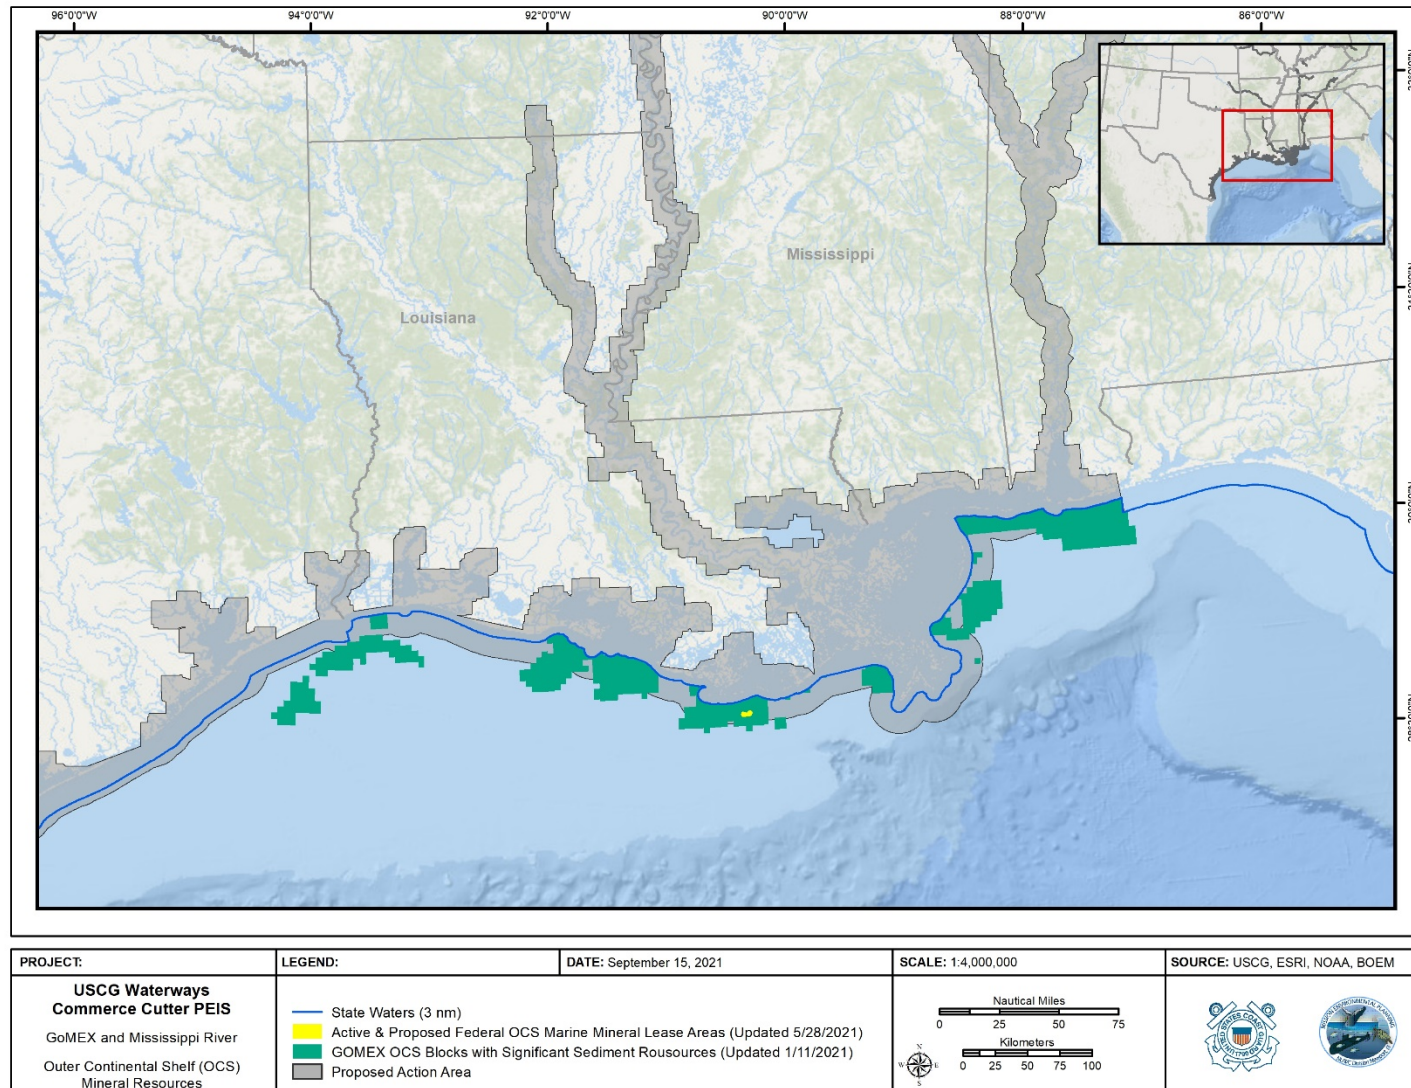 96°0'0"W 94°0'0"W 92°0'0"W 90°0'0"W 88°0'0"W 86°0'0"W
Louisiana
Mississippi
PROJECT:
USCG Waterways
Commerce Cutter PEIS
GoMEX and Mississippi River
Outer Continental Shelf (OCS)
Mineral Resources
LEGEND:
State Waters (3 nm)
Active & Proposed Federal OCS Marine Mineral Lease Areas (Updated 5/28/2021)
GOMEX OCS Blocks with Significant Sediment Rousources (Updated 1/11/2021)
Proposed Action Area
DATE: September 15, 2021
SCALE: 1:4,000,000
Nautical Miles
0 25 50 75
Kilometers
0 25 50 75 100
N
W E
S
SOURCE: USCG, ESRI, NOAA, BOEM